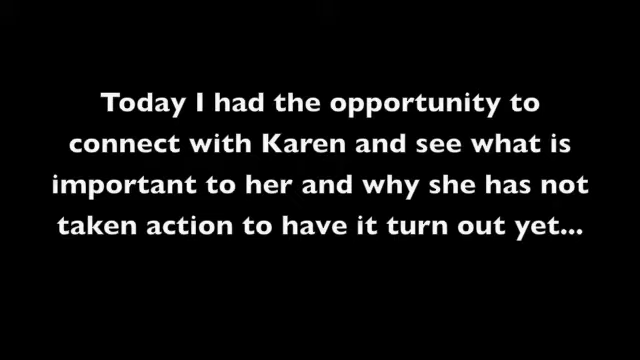 Today I had the opportunity to
connect with Karen and see what is
important to her and why she has not
taken action to have it turn out yet...